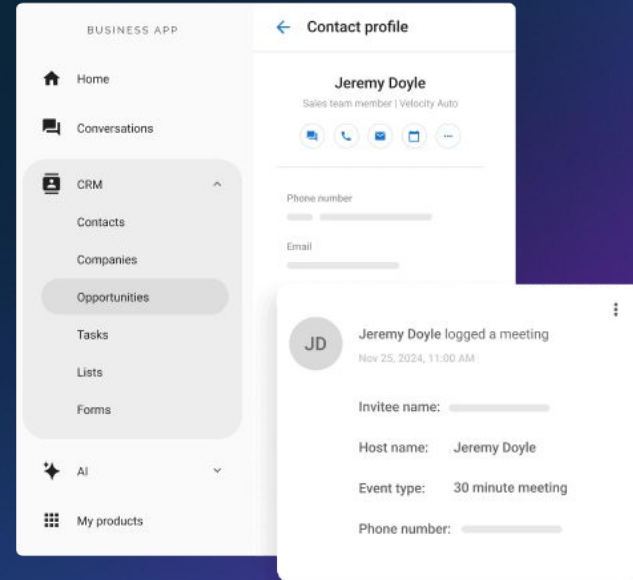 BUSINESS APP
Home
Conversations
CRM
Contacts
Companies
Opportunities
Tasks
Lists
Forms
AI
My products
Contact profile
Jeremy Doyle
Sales team member | Velocity Auto
Phone number
Email
JD
Jeremy Doyle logged a meeting
Nov 25, 2024, 11:00 AM
Invitee name:
Host name: Jeremy Doyle
Event type: 30 minute meeting
Phone number: